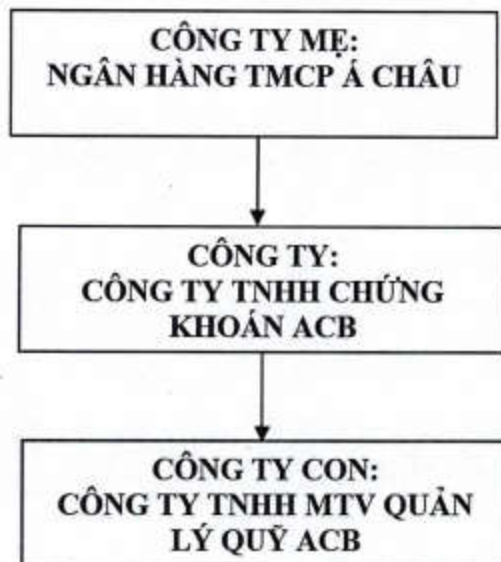 CÔNG TY MẸ:
NGÂN HÀNG TMCP Á CHÂU
CÔNG TY:
CÔNG TY TNHH CHỨNG
KHOÁN ACB
CÔNG TY CON:
CÔNG TY TNHH MTV QUẢN
LÝ QUỸ ACB